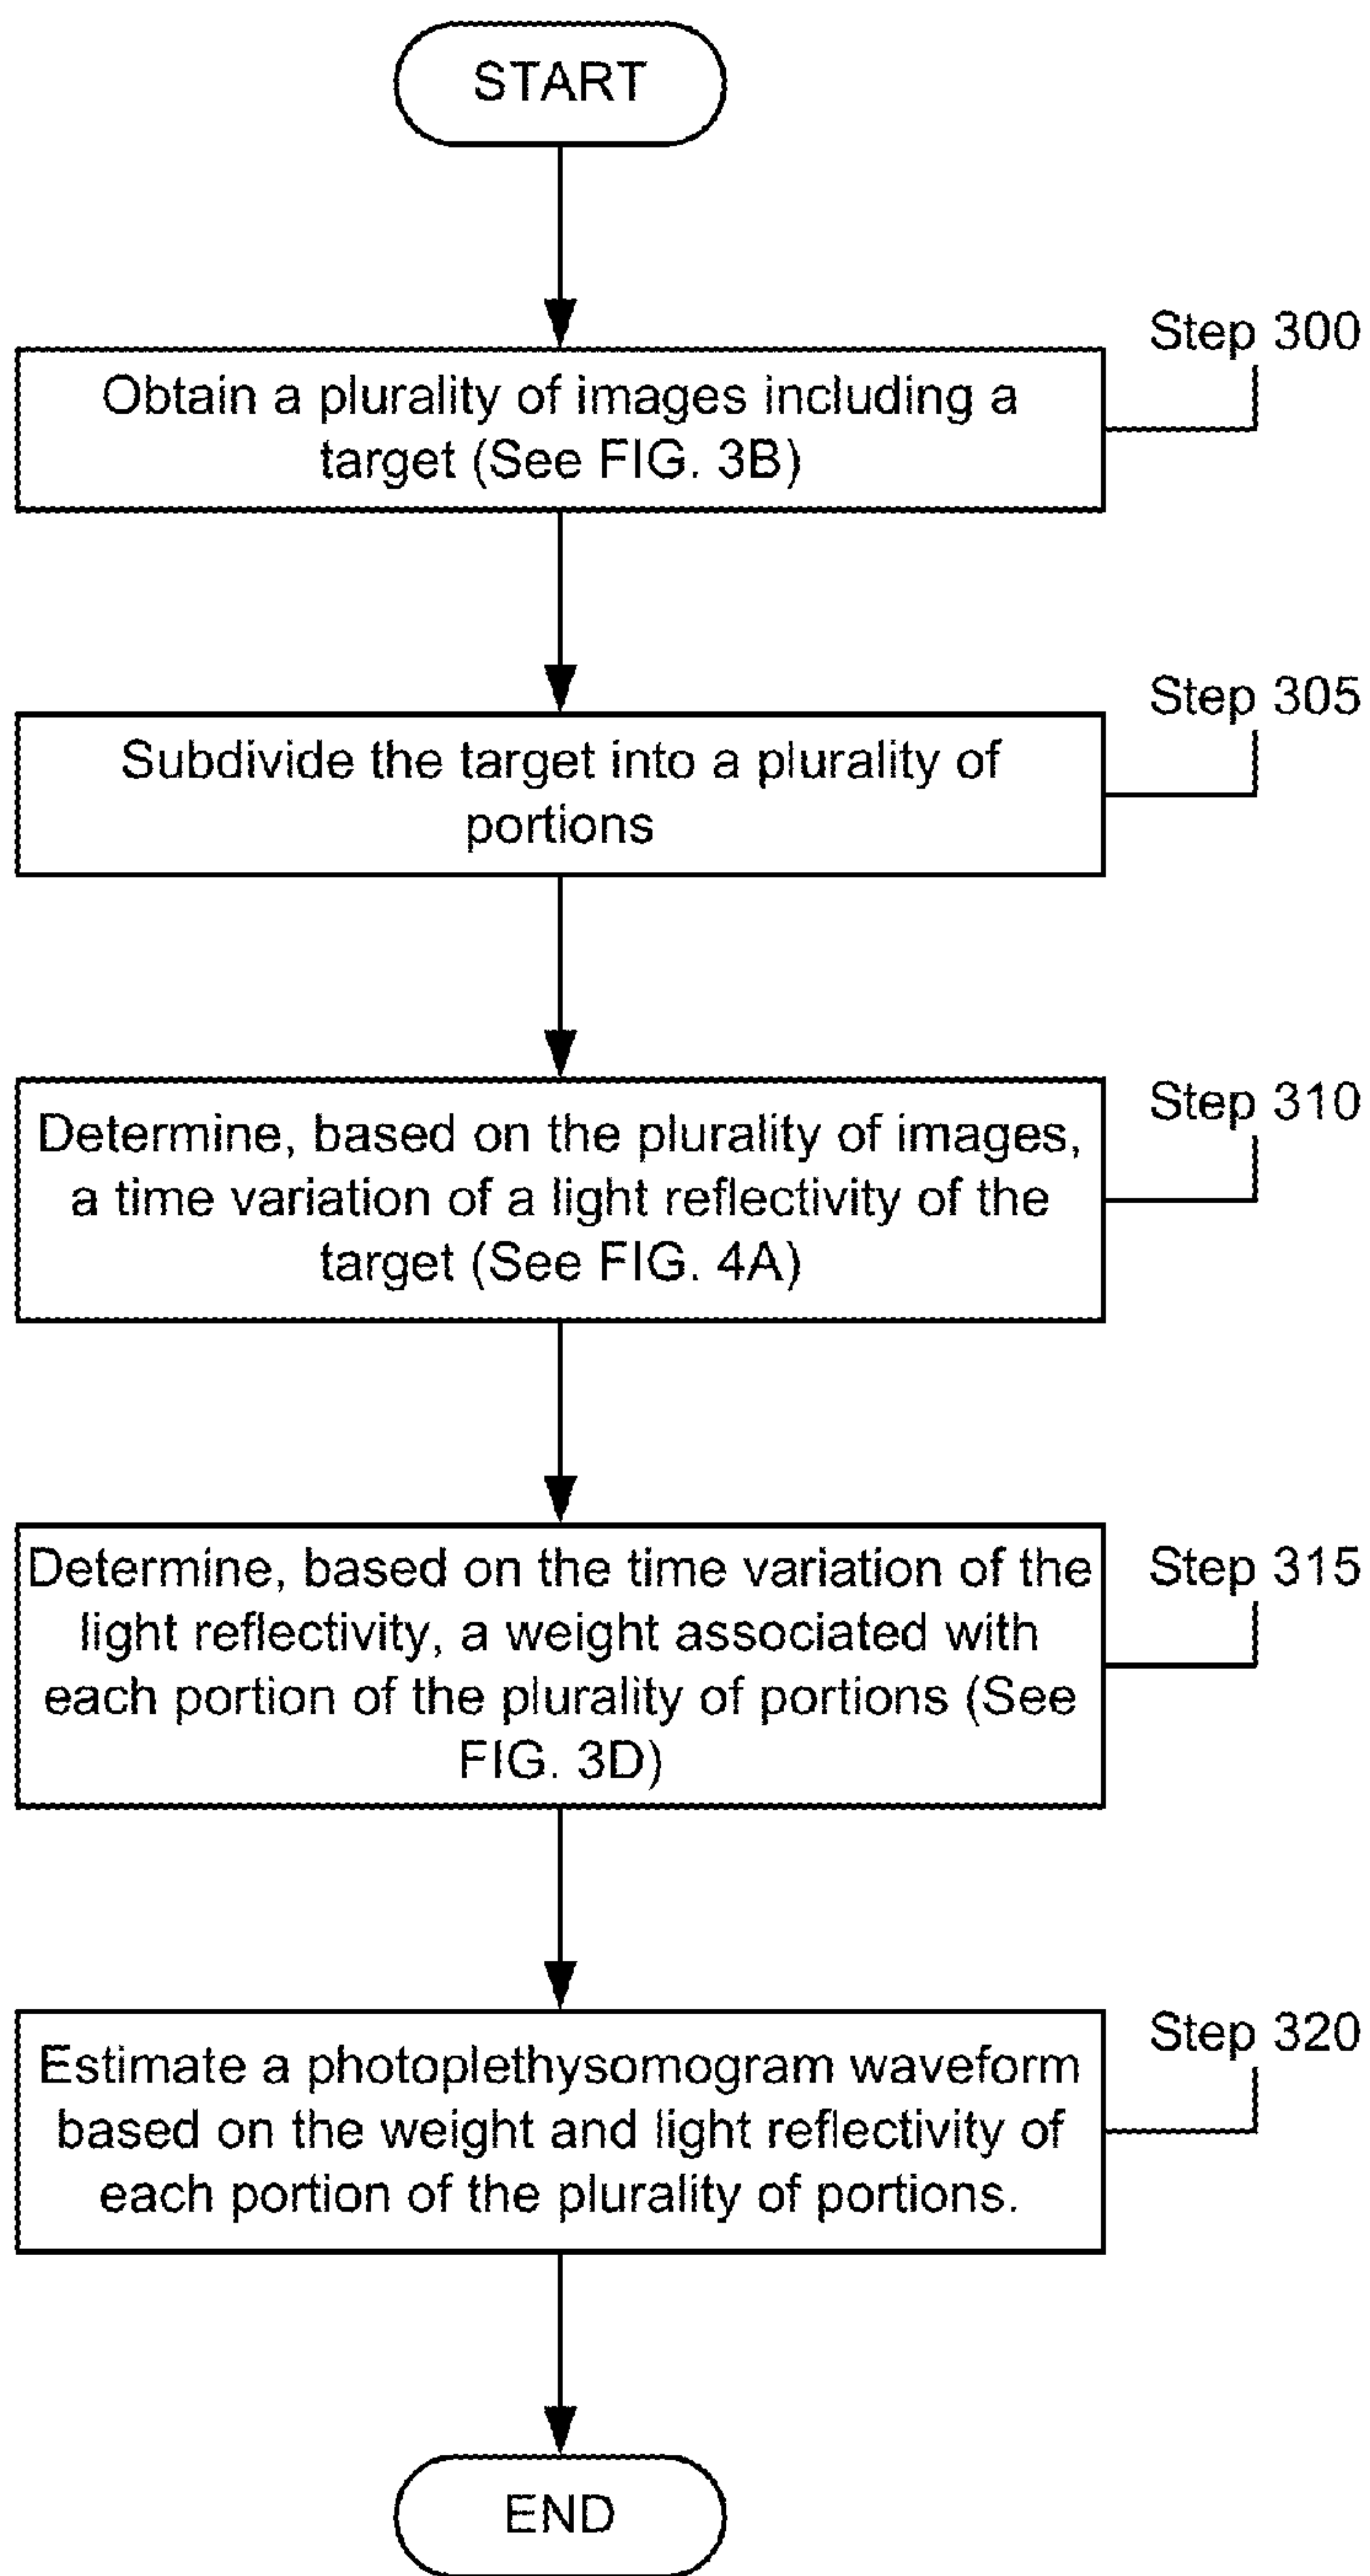 START
Step 300
Obtain a plurality of images including a
target (See FIG. 3B)
Step 305
Subdivide the target into a plurality of
portions
Step 310
Determine, based on the plurality of images,
a time variation of a light reflectivity of the
target (See FIG. 4A)
Step 315
Determine, based on the time variation of the
light reflectivity, a weight associated with
each portion of the plurality of portions (See
FIG. 3D)
Step 320
Estimate a photoplethysomogram waveform
based on the weight and light reflectivity of
each portion of the plurality of portions.
END